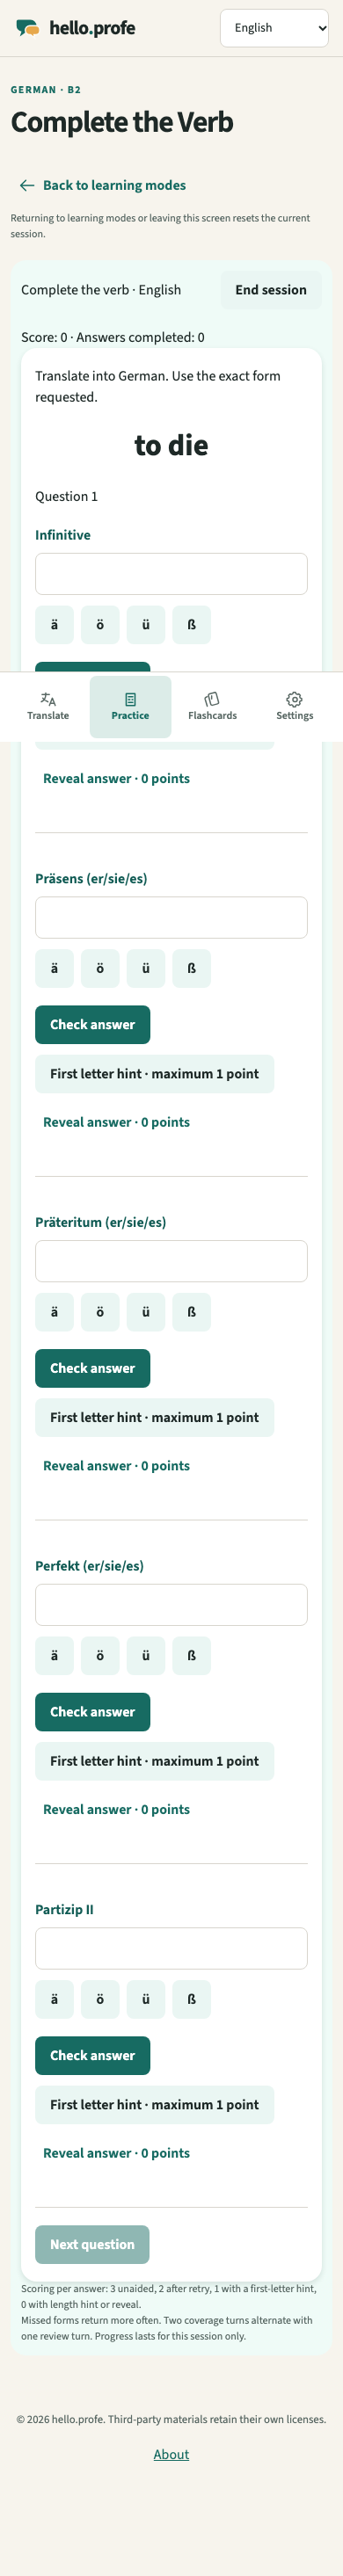 hello.profe
English
GERMAN · B2
Complete the Verb
← Back to learning modes
Returning to learning modes or leaving this screen resets the current
session.
Complete the verb · English
End session
Score: 0 · Answers completed: 0
Translate into German. Use the exact form
requested.
to die
Question 1
Infinitive
ä ö ü ß
Translate
Practice
Flashcards
Settings
Reveal answer · 0 points
Präsens (er/sie/es)
ä ö ü ß
Check answer
First letter hint · maximum 1 point
Reveal answer · 0 points
Präteritum (er/sie/es)
ä ö ü ß
Check answer
First letter hint · maximum 1 point
Reveal answer · 0 points
Perfekt (er/sie/es)
ä ö ü ß
Check answer
First letter hint · maximum 1 point
Reveal answer · 0 points
Partizip II
ä ö ü ß
Check answer
First letter hint · maximum 1 point
Reveal answer · 0 points
Next question
Scoring per answer: 3 unaided, 2 after retry, 1 with a first-letter hint,
0 with length hint or reveal.
Missed forms return more often. Two coverage turns alternate with
one review turn. Progress lasts for this session only.
© 2026 hello.profe. Third-party materials retain their own licenses.
About